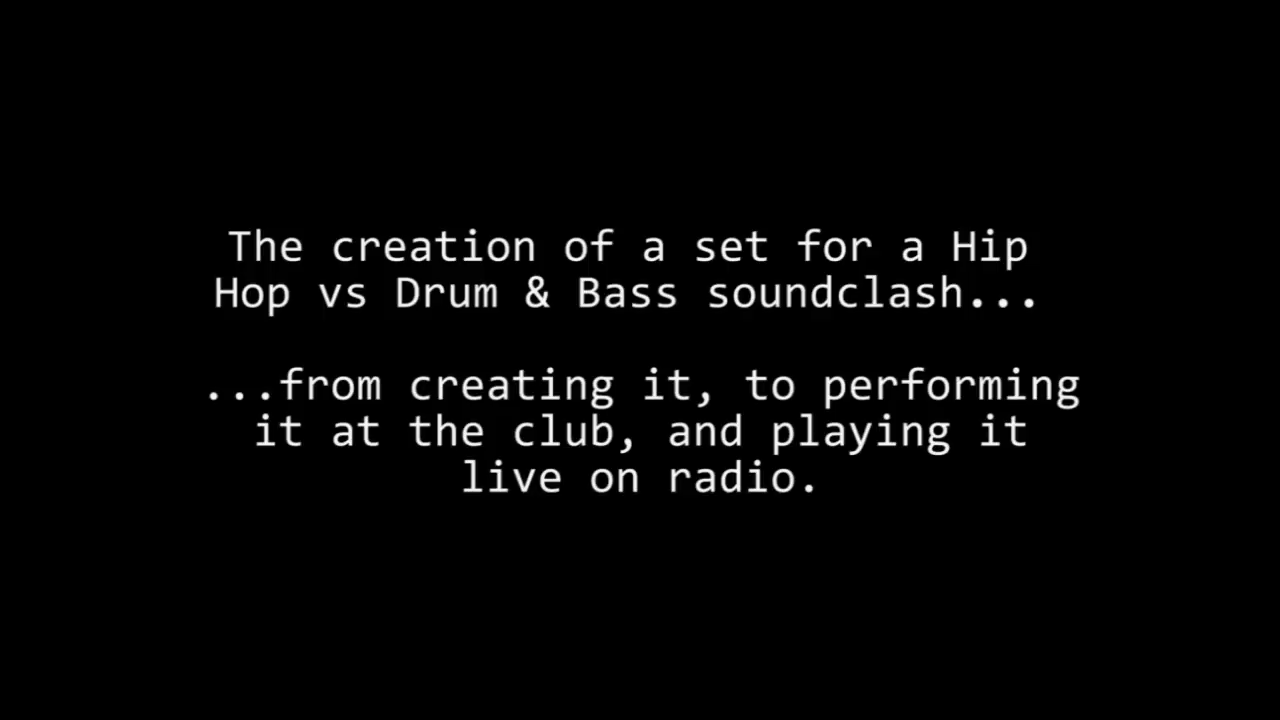 The creation of a set for a Hip
Hop vs Drum & Bass soundclash...
...from creating it, to performing
it at the club, and playing it
live on radio.